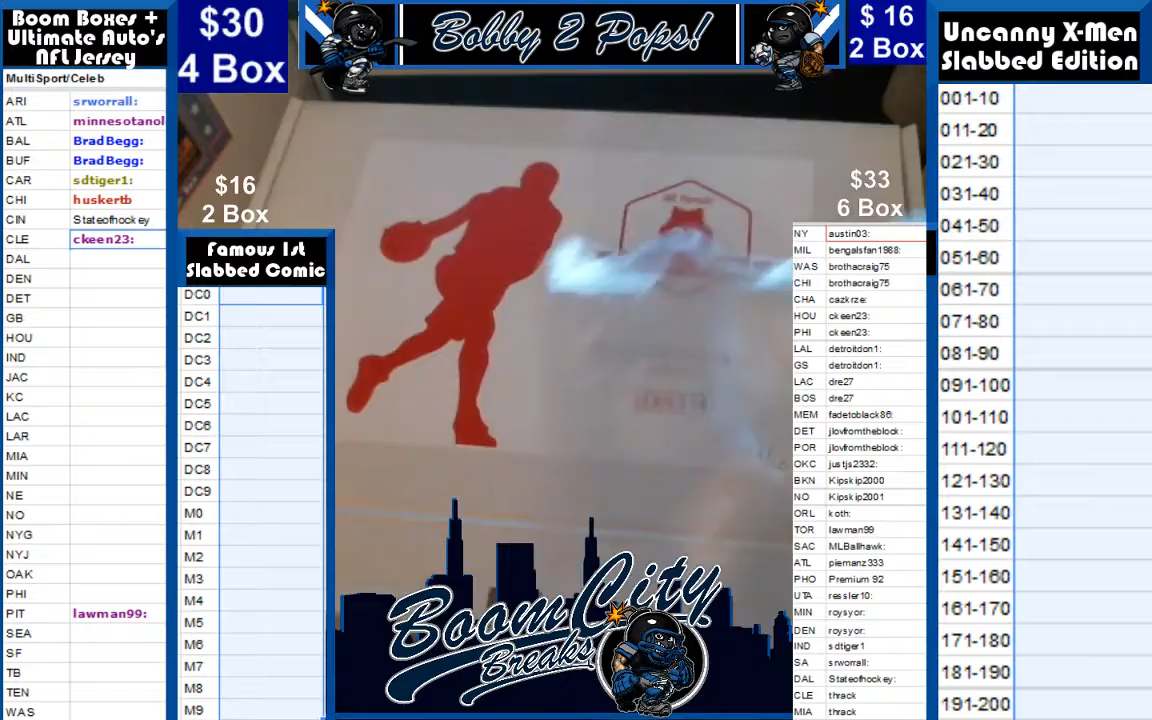 Boom Boxes +
Ultimate Auto's
NFL Jersey
MultiSport/Celeb
ARI srworrall:
ATL minnesotanol
BAL BradBegg:
BUF BradBegg:
CAR sdtiger1:
CHI huskertb
CIN Stateofhockey
CLE ckeen23:
DAL
DEN
DET
GB
HOU
IND
JAC
KC
LAC
LAR
MIA
MIN
NE
NO
NYG
NYJ
OAK
PHI
PIT lawman99:
SEA
SF
TB
TEN
WAS
$30
4 Box
Bobby 2 Pops!
$ 16
2 Box
$16
2 Box
$33
6 Box
Famous 1st
Slabbed Comic
DC0
DC1
DC2
DC3
DC4
DC5
DC6
DC7
DC8
DC9
M0
M1
M2
M3
M4
M5
M6
M7
M8
M9
Boom City
Breaks
NY austin03:
MIL bengalsfan1988:
WAS brothacraig75
CHI brothacraig75
CHA cazkrze:
HOU ckeen23:
PHI ckeen23:
LAL detroitdon1:
GS detroitdon1:
LAC dre27
BOS dre27
MEM fadetoblack86:
DET jlovfromtheblock:
POR jlovfromtheblock:
OKC justjs2332:
BKN Kipskip2000
NO Kipskip2001
ORL koth:
TOR lawman99
SAC MLBallhawk:
ATL piemanz333
PHO Premium 92
UTA ressler10:
MIN roysyor:
DEN roysyor:
IND sdtiger1
SA srworrall:
DAL Stateofhockey:
CLE thrack
MIA thrack
Uncanny X-Men
Slabbed Edition
001-10
011-20
021-30
031-40
041-50
051-60
061-70
071-80
081-90
091-100
101-110
111-120
121-130
131-140
141-150
151-160
161-170
171-180
181-190
191-200